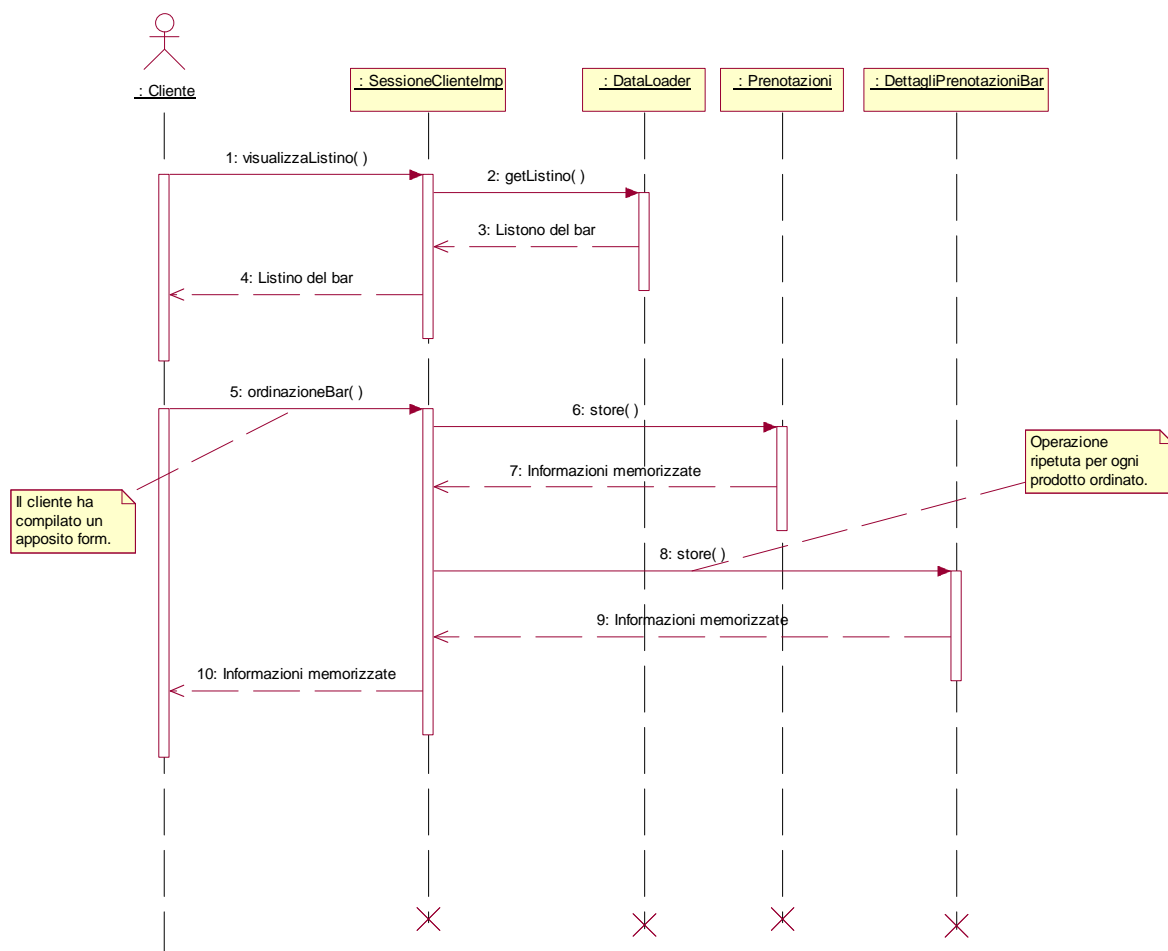 : Cliente
: SessioneClienteImp
: DataLoader
: Prenotazioni
: DettagliPrenotazioniBar
1: visualizzaListino( )
2: getListino( )
3: Listono del bar
4: Listino del bar
5: ordinazioneBar( )
6: store( )
Operazione
ripetuta per ogni
prodotto ordinato.
7: Informazioni memorizzate
Il cliente ha
compilato un
apposito form.
8: store( )
9: Informazioni memorizzate
10: Informazioni memorizzate